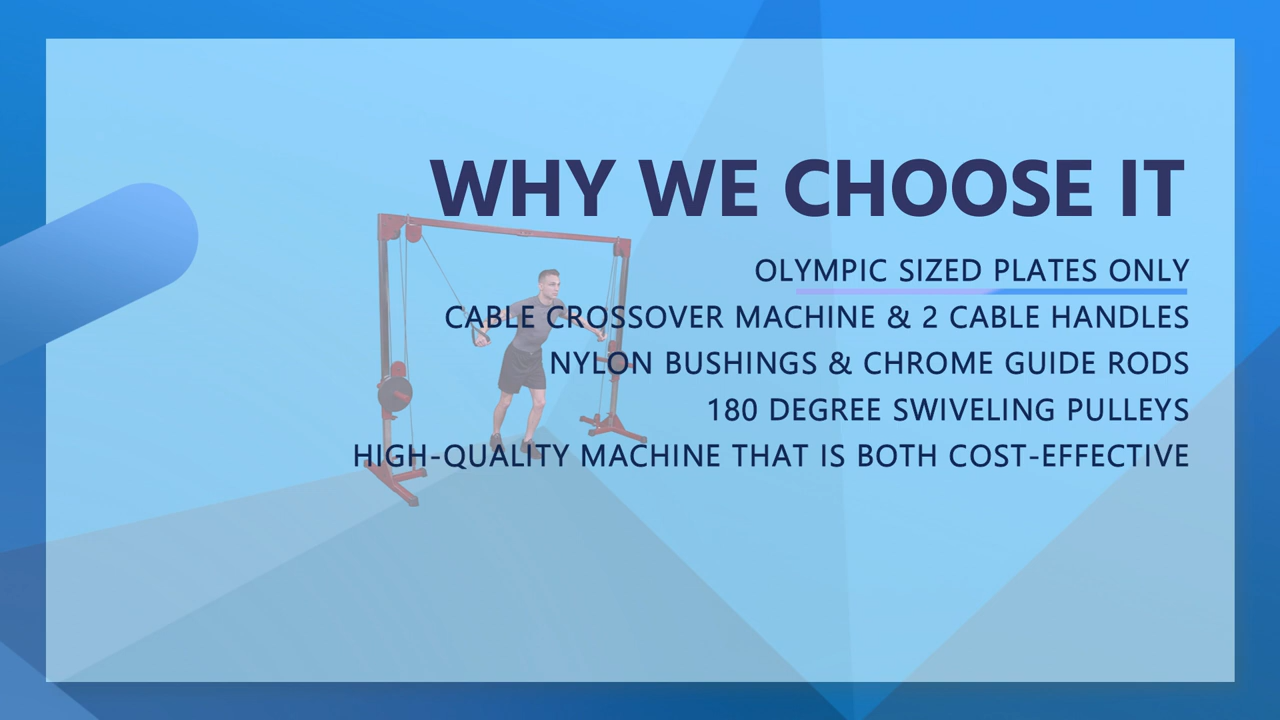 WHY WE CHOOSE IT
OLYMPIC SIZED PLATES ONLY
CABLE CROSSOVER MACHINE & 2 CABLE HANDLES
NYLON BUSHINGS & CHROME GUIDE RODS
180 DEGREE SWIVELING PULLEYS
HIGH-QUALITY MACHINE THAT IS BOTH COST-EFFECTIVE